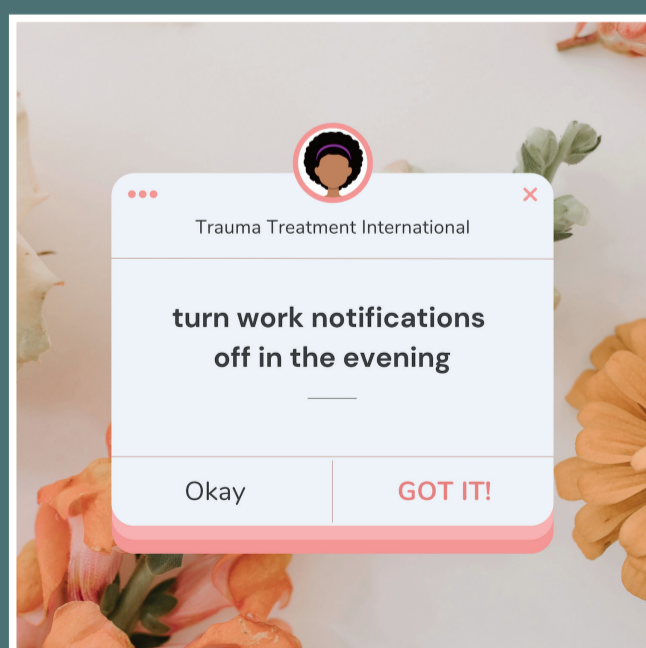 Trauma Treatment International
turn work notifications
off in the evening
Okay
GOT IT!